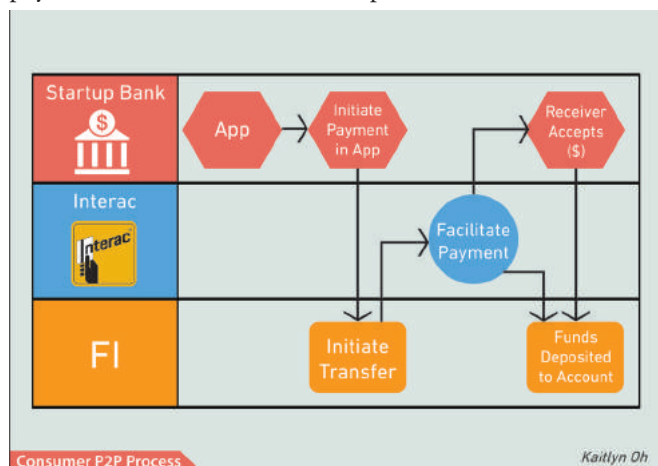 Startup Bank
$
App
Initiate
Payment
in App
Receiver
Accepts
($)
Interac
Interac
Facilitate
Payment
FI
Initiate
Transfer
Funds
Deposited
to Account
Consumer P2P Process
Kaitlyn Oh